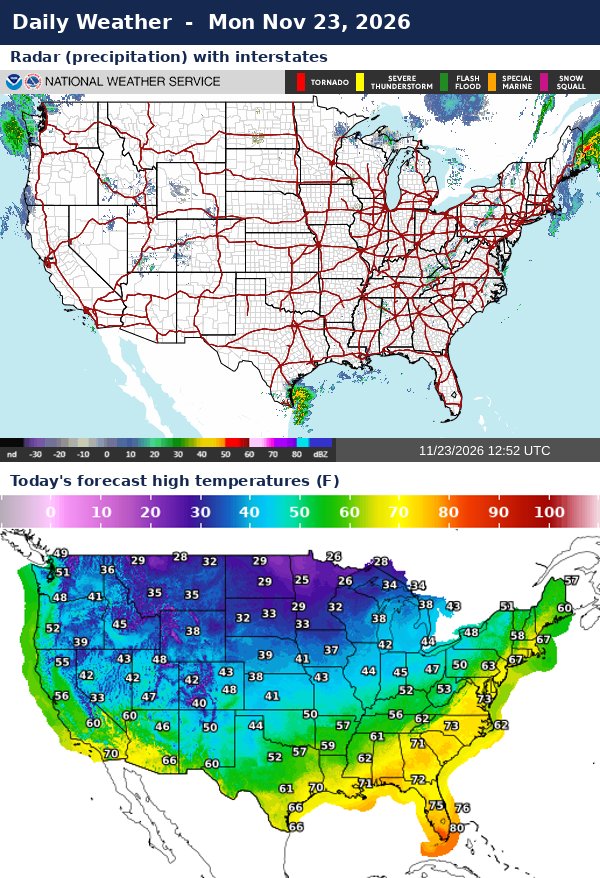 Daily Weather - Mon Nov 23, 2026
Radar (precipitation) with interstates
NATIONAL WEATHER SERVICE
TORNADO
SEVERE THUNDERSTORM
FLASH FLOOD
SPECIAL MARINE
SNOW SQUALL
nd -30 -20 -10 0 10 20 30 40 50 60 70 80 dBZ
11/23/2026 12:52 UTC
Today's forecast high temperatures (F)
0 10 20 30 40 50 60 70 80 90 100
49 29 28 32 29 26 28
51 36 57
48 41 35 35 29 25 26 34 34
52 45 38 32 33 29 32 38 38 43 51 60
39 33 44 48 58 67
55 43 48 39 41 37 42
42 42 42 43 38 43 44 45 47 50 63 67
56 33 47 40 48 41 52 53 73
60 60 46 50 44 50 57 56 62 73 62
70 66 60 52 57 59 61 71
61 70 62 71 72
66 75 76
66 80